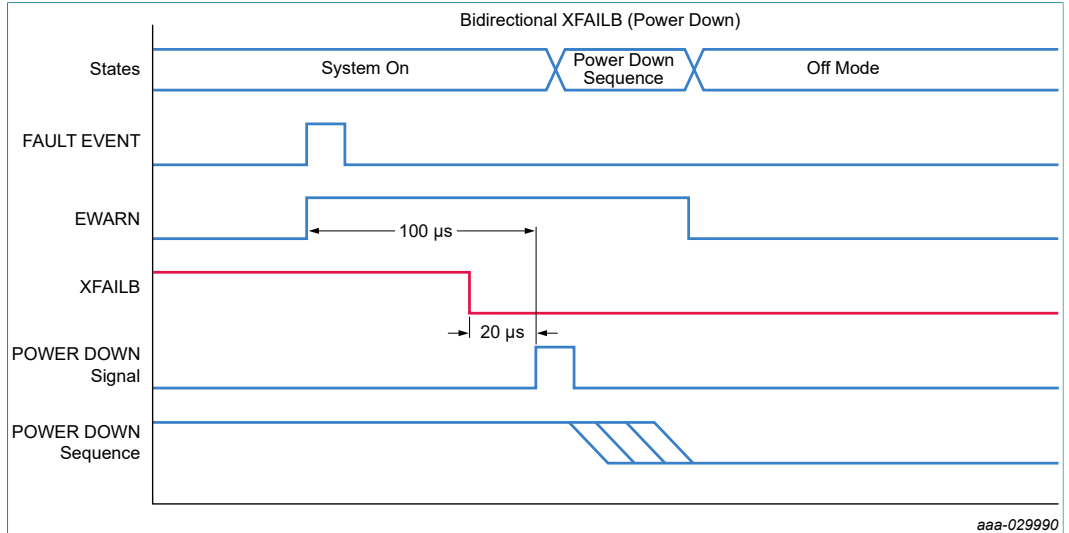 Bidirectional XFAILB (Power Down)
States
System On
Power Down
Sequence
Off Mode
FAULT EVENT
EWARN
100 µs
XFAILB
20 µs
POWER DOWN
Signal
POWER DOWN
Sequence
aaa-029990